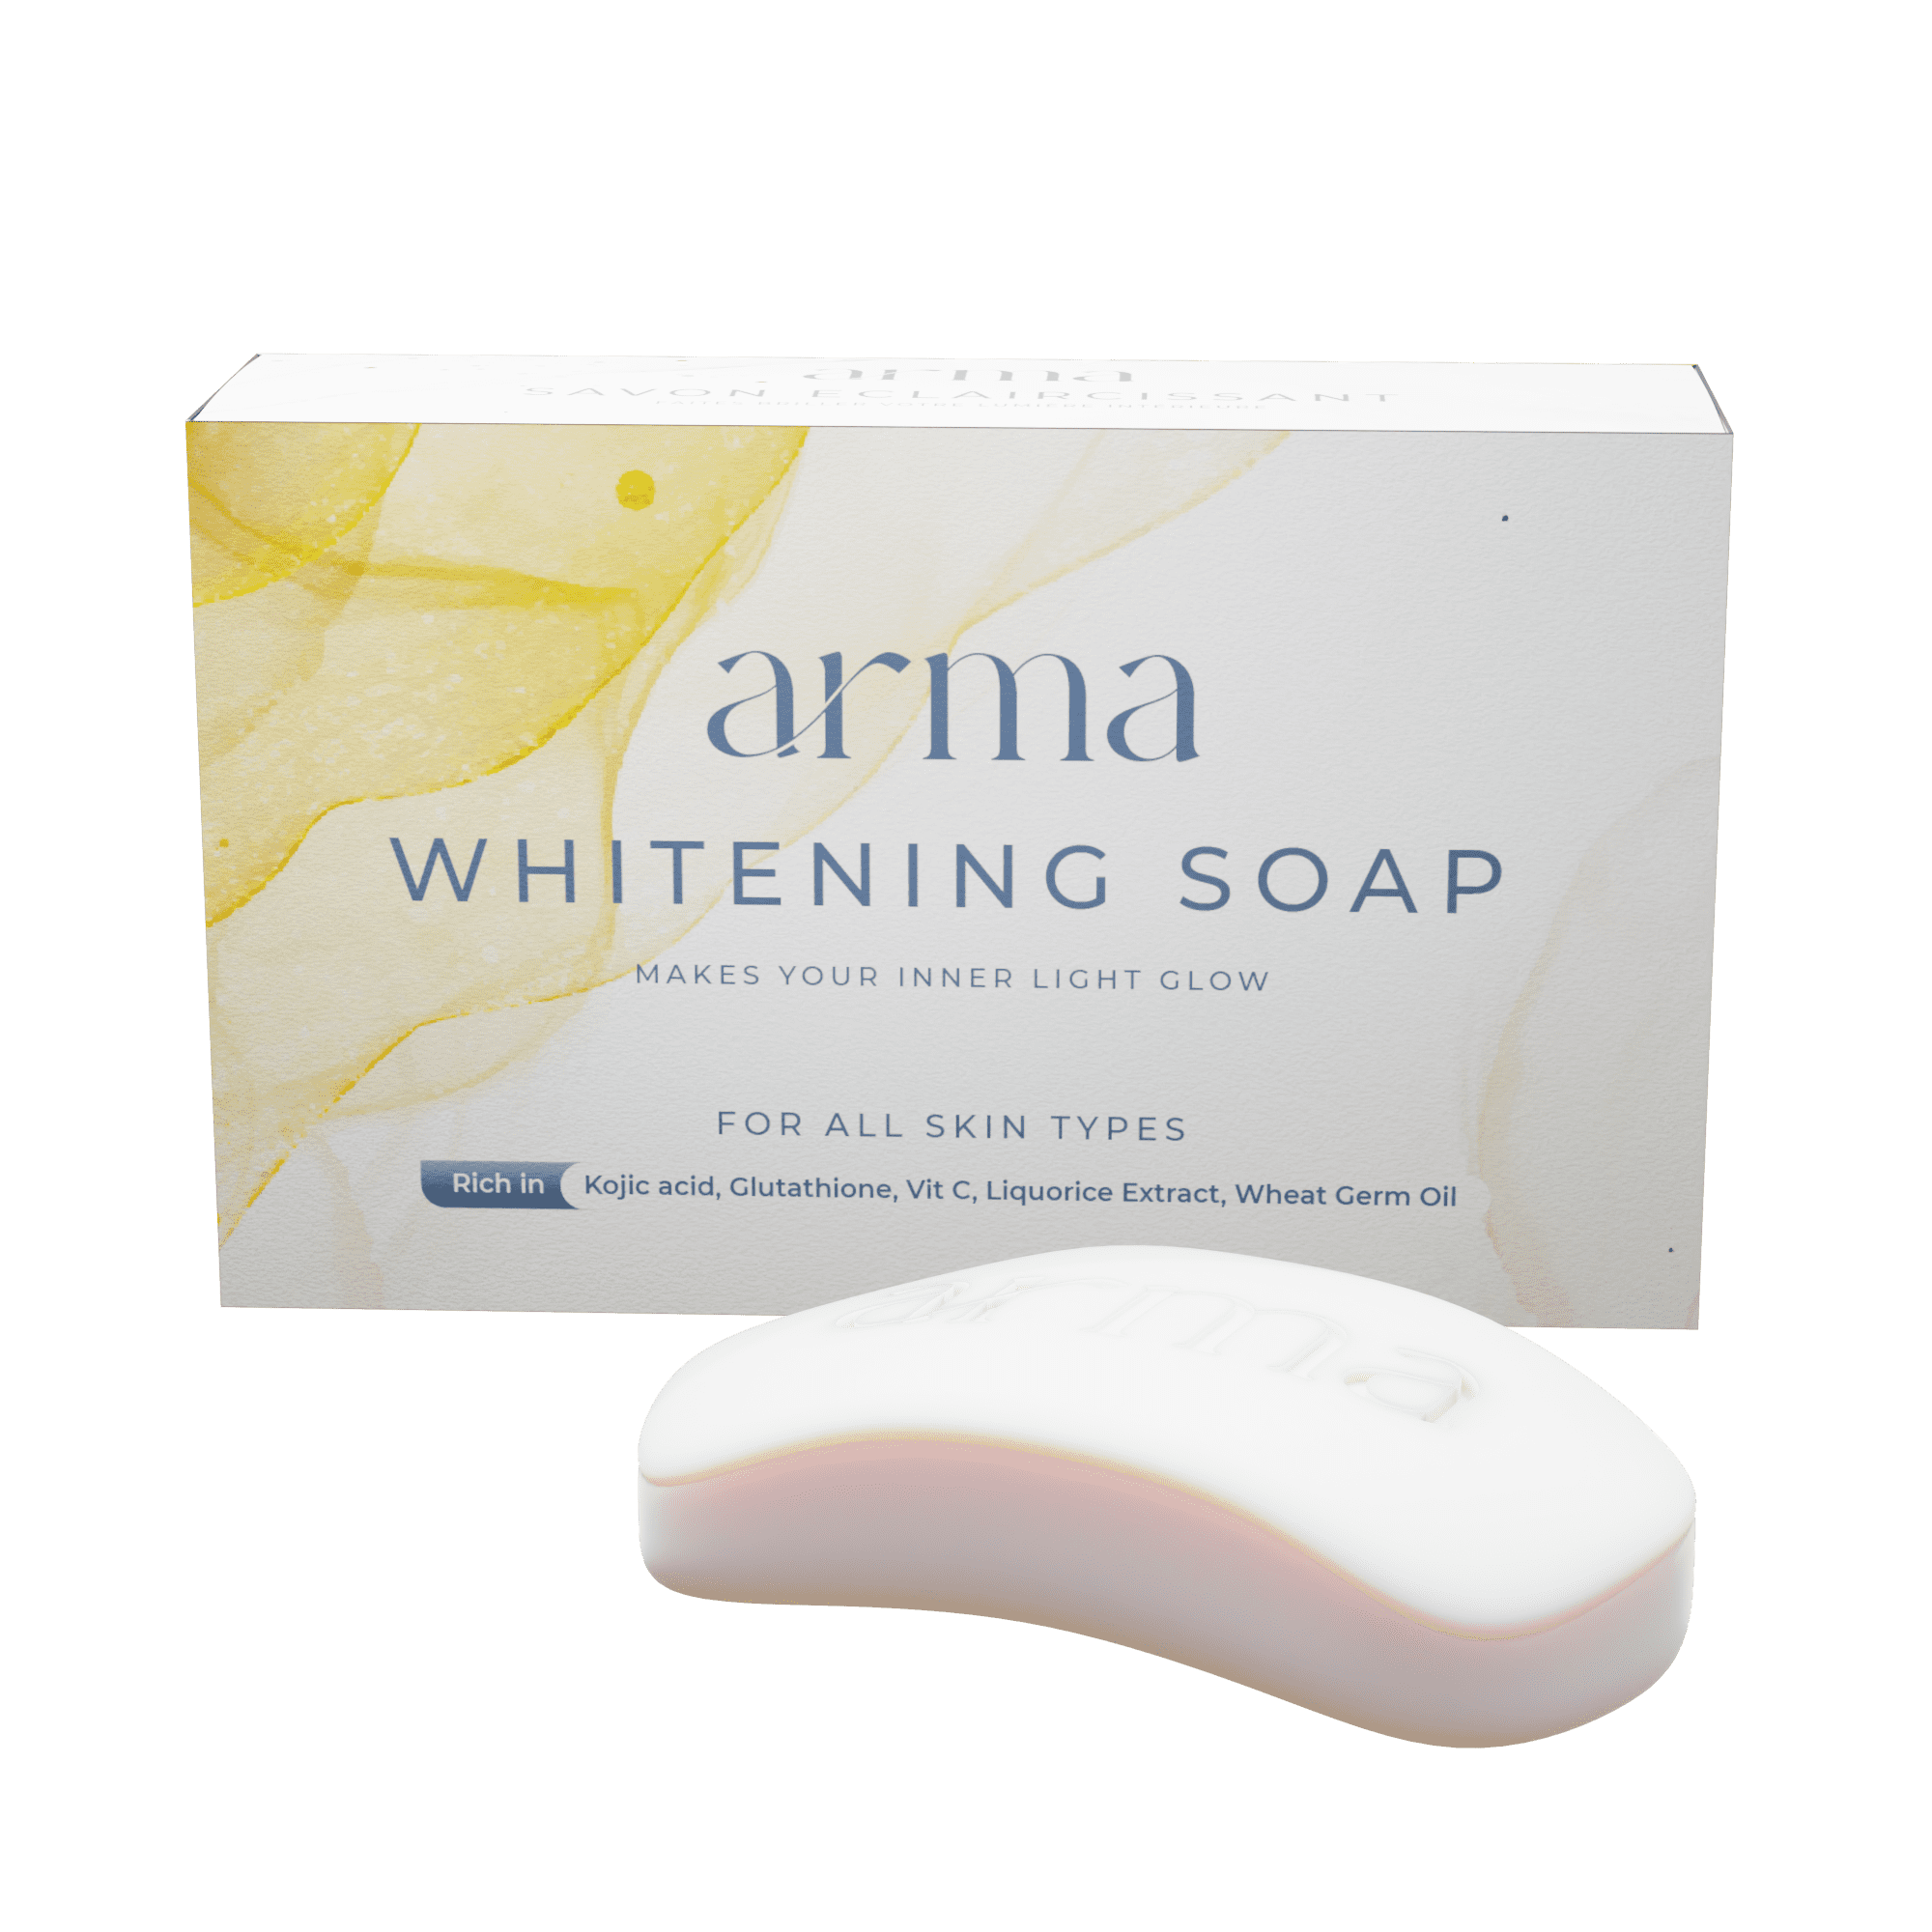 arma
SAVON ECLAIRCISSANT
arma
WHITENING SOAP
MAKES YOUR INNER LIGHT GLOW
FOR ALL SKIN TYPES
Rich in Kojic acid, Glutathione, Vit C, Liquorice Extract, Wheat Germ Oil
arma